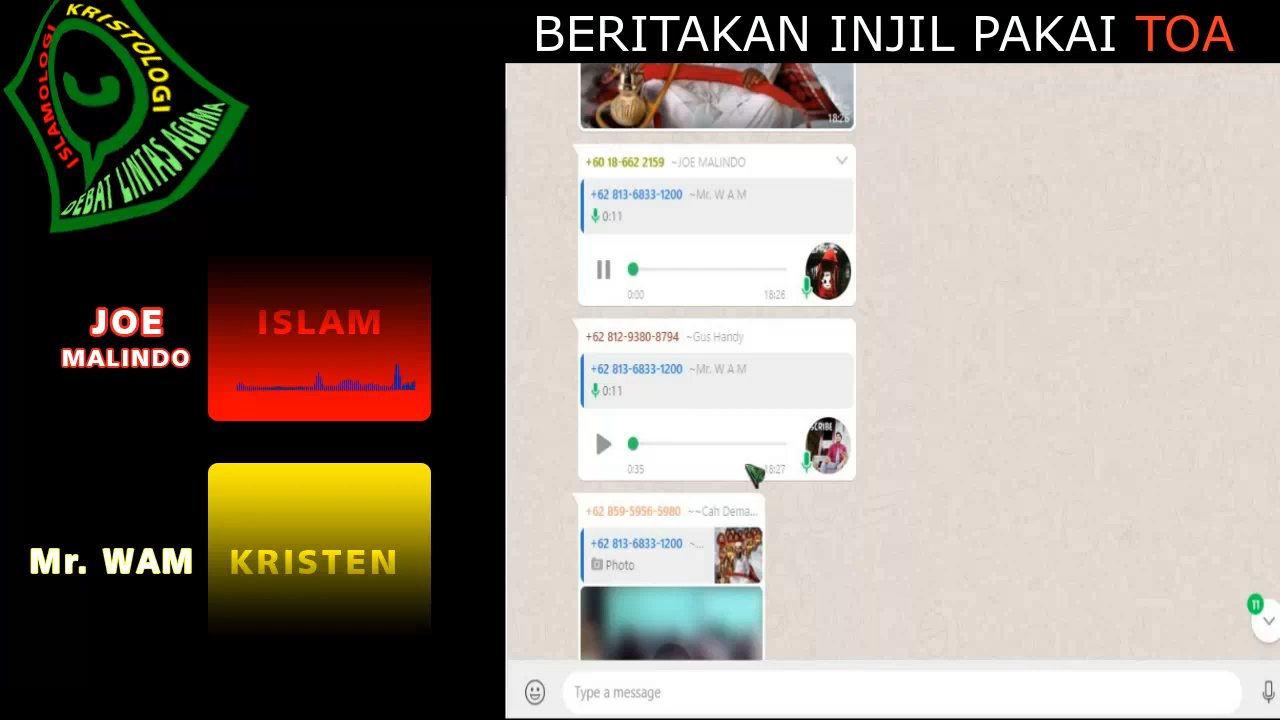 BERITAKAN INJIL PAKAI TOA
KRISTOLOGI
ISLAMOLOGI
DEBAT LINTAS AGAMA
JOE
MALINDO
ISLAM
Mr. WAM
KRISTEN
18:26
+60 18-662 2159 ~JOE MALINDO
+62 813-6833-1200 ~Mr. W A M
0:11
0:00 18:26
+62 812-9380-8794 ~Gus Handy
+62 813-6833-1200 ~Mr. W A M
0:11
CRIBE
0:35 18:27
+62 859-5956-5980 ~~Cah Dema...
+62 813-6833-1200 ~...
Photo
11
Type a message